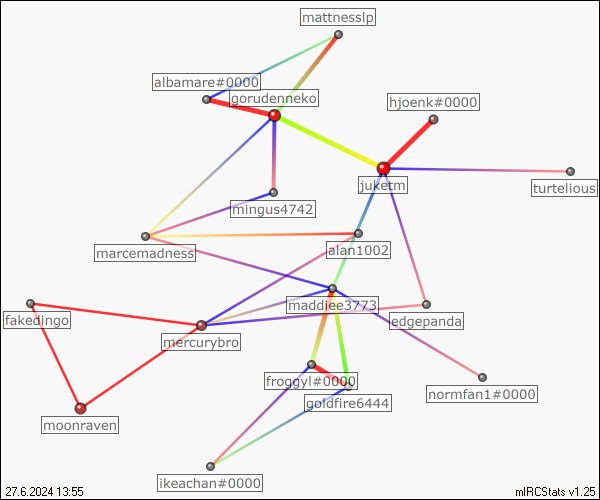 mattnesslp
albamare#0000
gorudenneko
hjoenk#0000
juketm
turtelious
mingus4742
marcemadness
alan1002
maddiee3773
fakedingo
edgepanda
mercurybro
froggyl#0000
normfan1#0000
goldfire6444
moonraven
ikeachan#0000
27.6.2024 13:55
mIRCStats v1.25